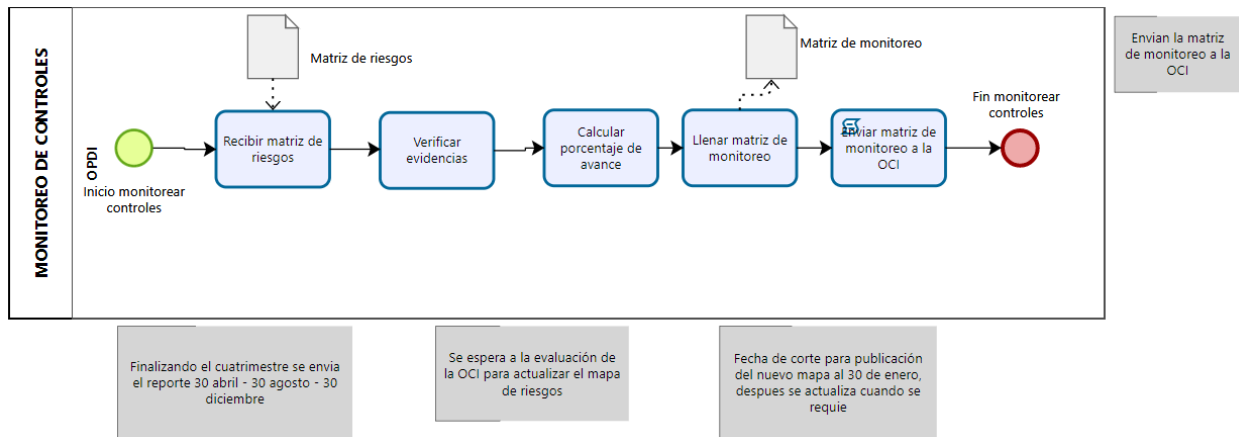 MONITOREO DE CONTROLES
OPDI
Inicio monitorear
controles
Matriz de riesgos
Recibir matriz de
riesgos
Verificar
evidencias
Calcular
porcentaje de
avance
Matriz de monitoreo
Llenar matriz de
monitoreo
Enviar matriz de
monitoreo a la
OCI
Fin monitorear
controles
Envian la matriz
de monitoreo a la
OCI
Finalizando el cuatrimestre se envia
el reporte 30 abril - 30 agosto - 30
diciembre
Se espera a la evaluación de
la OCI para actualizar el mapa
de riesgos
Fecha de corte para publicación
del nuevo mapa al 30 de enero,
despues se actualiza cuando se
requie